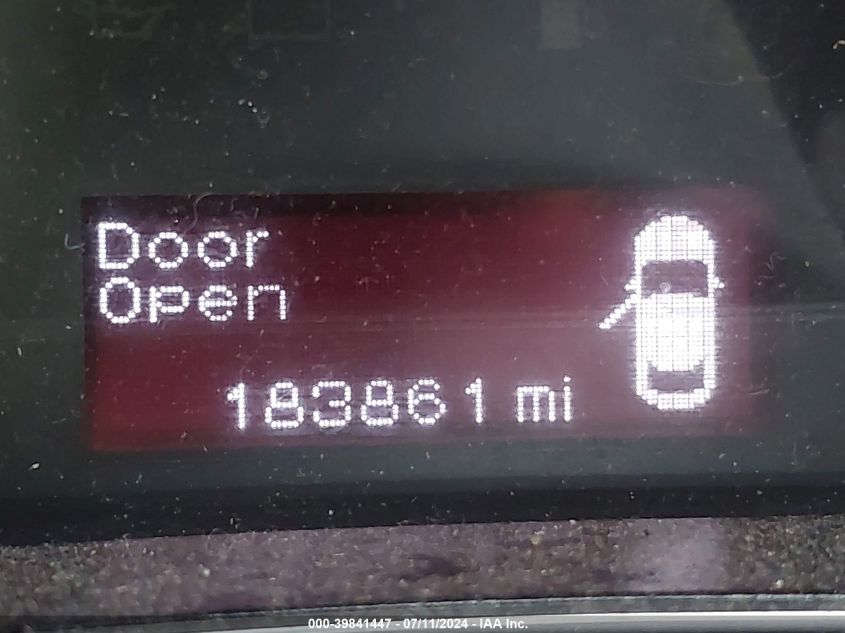 Door
Open
183861 mi
000-39841447 - 07/11/2024 - IAA Inc.